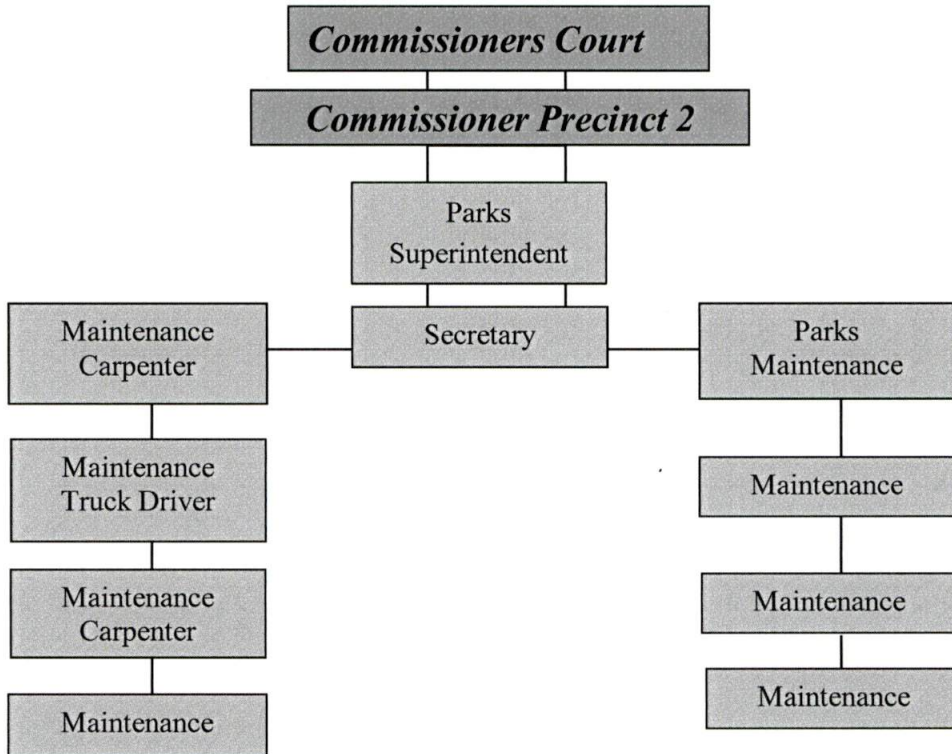 Commissioners Court
Commissioner Precinct 2
Parks
Superintendent
Secretary
Maintenance
Carpenter
Maintenance
Truck Driver
Maintenance
Carpenter
Maintenance
Parks
Maintenance
Maintenance
Maintenance
Maintenance